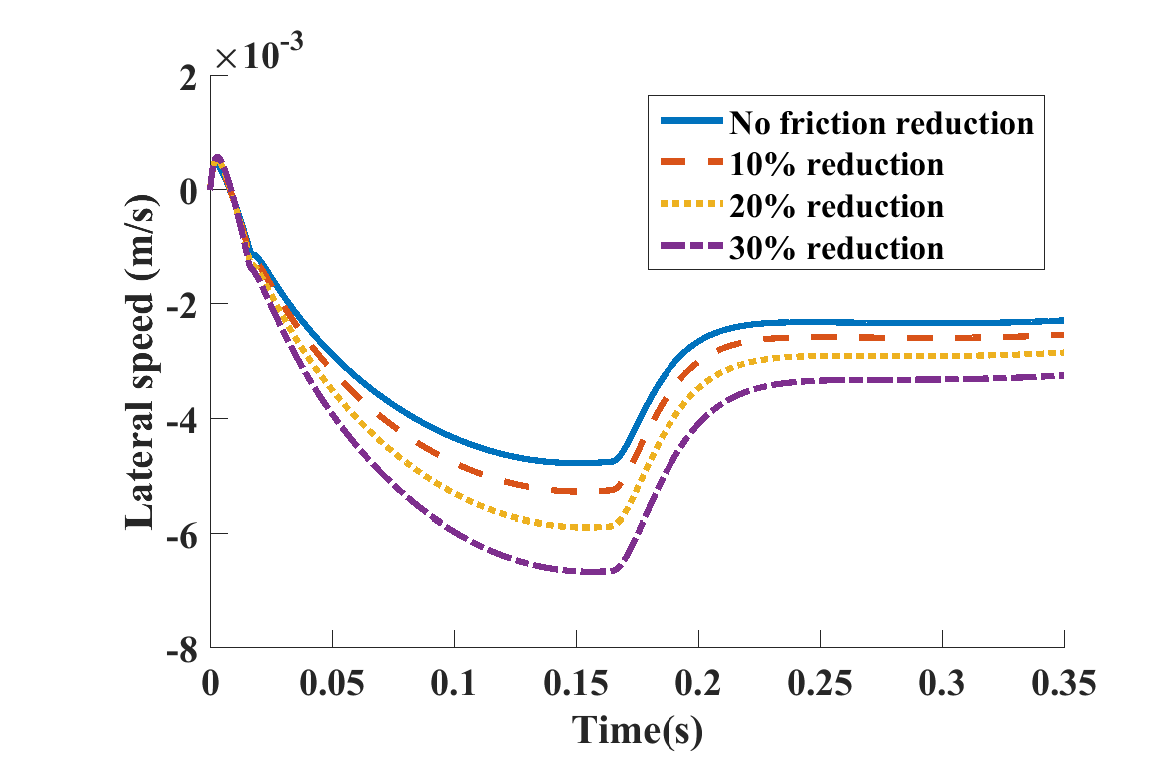 ×10-3
2
0
-2
-4
-6
-8
Lateral speed (m/s)
No friction reduction
10% reduction
20% reduction
30% reduction
0 0.05 0.1 0.15 0.2 0.25 0.3 0.35
Time(s)